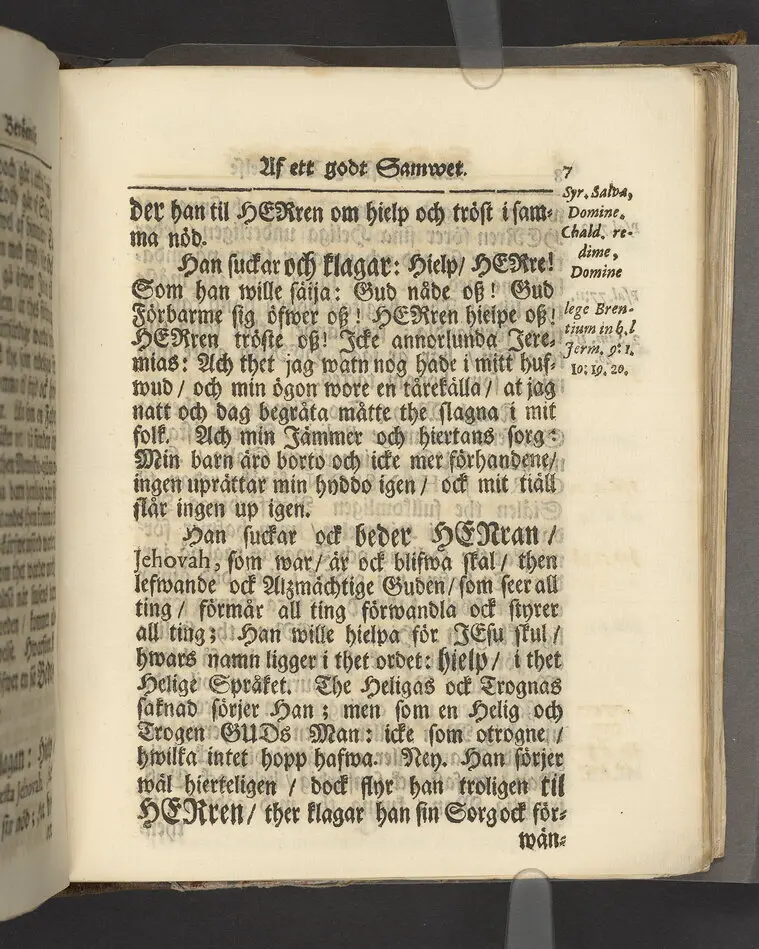 Af ett godt Samwet. 7
der han til HERren om hielp och tröst i sam⸗
ma nöd.
Han suckar och klagar: Hielp/ HERre!
Som han wille säija: Gud nåde oß! Gud
Förbarme sig öfwer oß! HERren hielpe oß!
HERren tröste oß! Icke annorlunda Jere⸗
mias: Ach thet jag watn nog hade i mitt huf⸗
wud/ och min ögon wore en tårekälla/ at jag
natt och dag begråta måtte the slagna i mit
folk. Ach min Jämmer och hiertans sorg:
Min barn äro borto och icke mer förhandene/
ingen uprättar min hyddo igen/ ock mit tiäll
slår ingen up igen.
Han suckar ock beder HENran/
Jehovah, som war/ är ock blifwa skal/ then
lefwande ock Alzmächtige Guden/ som seer all
ting/ förmår all ting förwandla ock styrer
all ting; Han wille hielpa för JEsu skul/
hwars namn ligger i thet ordet: hielp/ i thet
Helige Språket. The Heligas ock Trognas
saknad sörjer Han; men som en Helig och
Trogen GUDs Man: icke som otrogne/
hwilka intet hopp hafwa. Ney. Han sörjer
wäl hierteligen/ dock flyr han troligen til
HERren/ ther klagar han sin Sorg ock för⸗
wän⸗
Syr. Salva,
Domine.
Chald. re-
dime,
Domine
lege Bren-
tium in h. l
Jerm. 9: 1.
10: 19. 20.